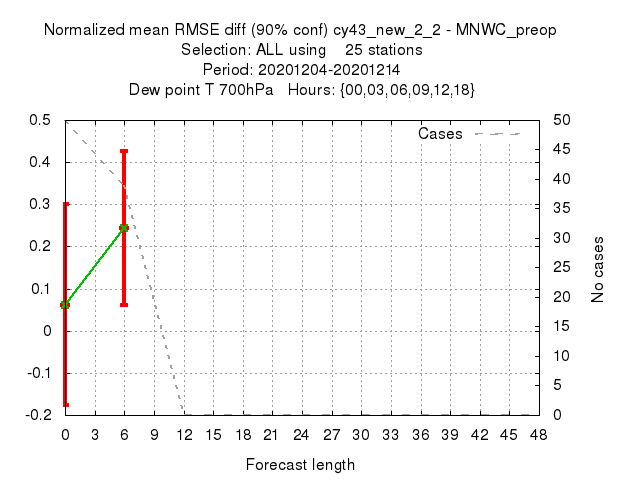 Normalized mean RMSE diff (90% conf) cy43_new_2_2 - MNWC_preop
Selection: ALL using    25 stations
Period: 20201204-20201214
Dew point T 700hPa   Hours: {00,03,06,09,12,18}
Cases
0.5
0.4
0.3
0.2
0.1
0
-0.1
-0.2
50
45
40
35
30
25
20
15
10
5
0
No cases
0 3 6 9 12 15 18 21 24 27 30 33 36 39 42 45 48
Forecast length